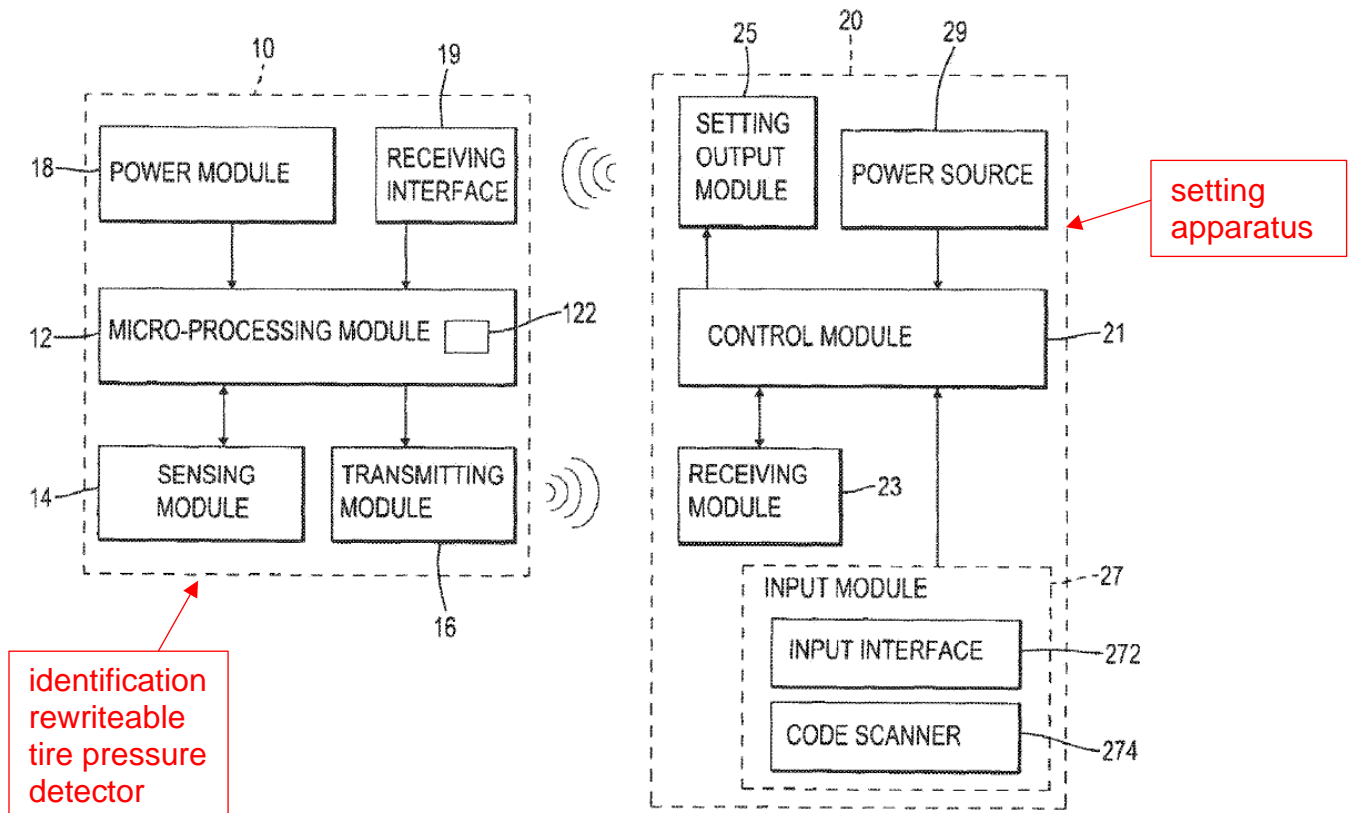 10
19
18
POWER MODULE
RECEIVING
INTERFACE
12
MICRO-PROCESSING MODULE
122
14
SENSING
MODULE
TRANSMITTING
MODULE
16
identification
rewriteable
tire pressure
detector
20
25
29
SETTING
OUTPUT
MODULE
POWER SOURCE
setting
apparatus
CONTROL MODULE
21
RECEIVING
MODULE
23
INPUT MODULE
27
INPUT INTERFACE
272
CODE SCANNER
274